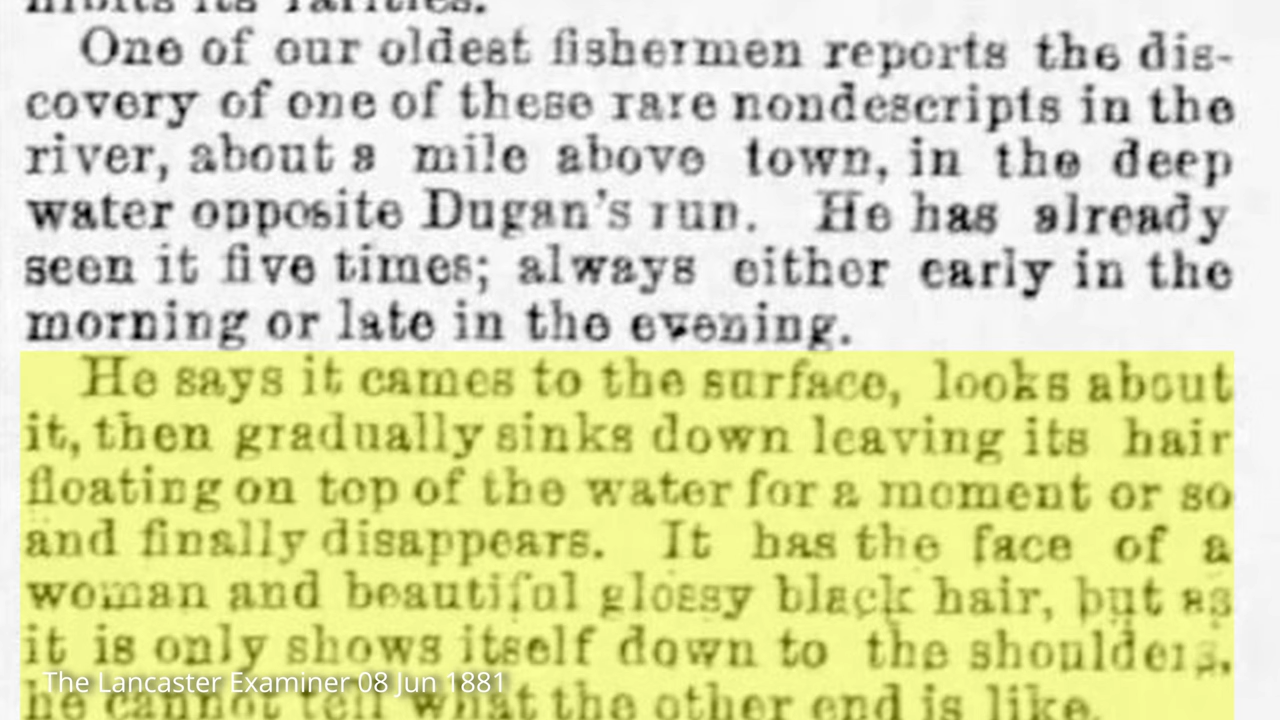 hibits its rarities.
One of our oldest fishermen reports the dis-
covery of one of these rare nondescripts in the
river, about a mile above town, in the deep
water opposite Dugan's run. He has already
seen it five times; always either early in the
morning or late in the evening.
He says it cames to the surface, looks about
it, then gradually sinks down leaving its hair
floating on top of the water for a moment or so
and finally disappears. It has the face of a
woman and beautiful glossy black hair, but as
it is only shows itself down to the shoulders,
he cannot tell what the other end is like.
The Lancaster Examiner 08 Jun 1881